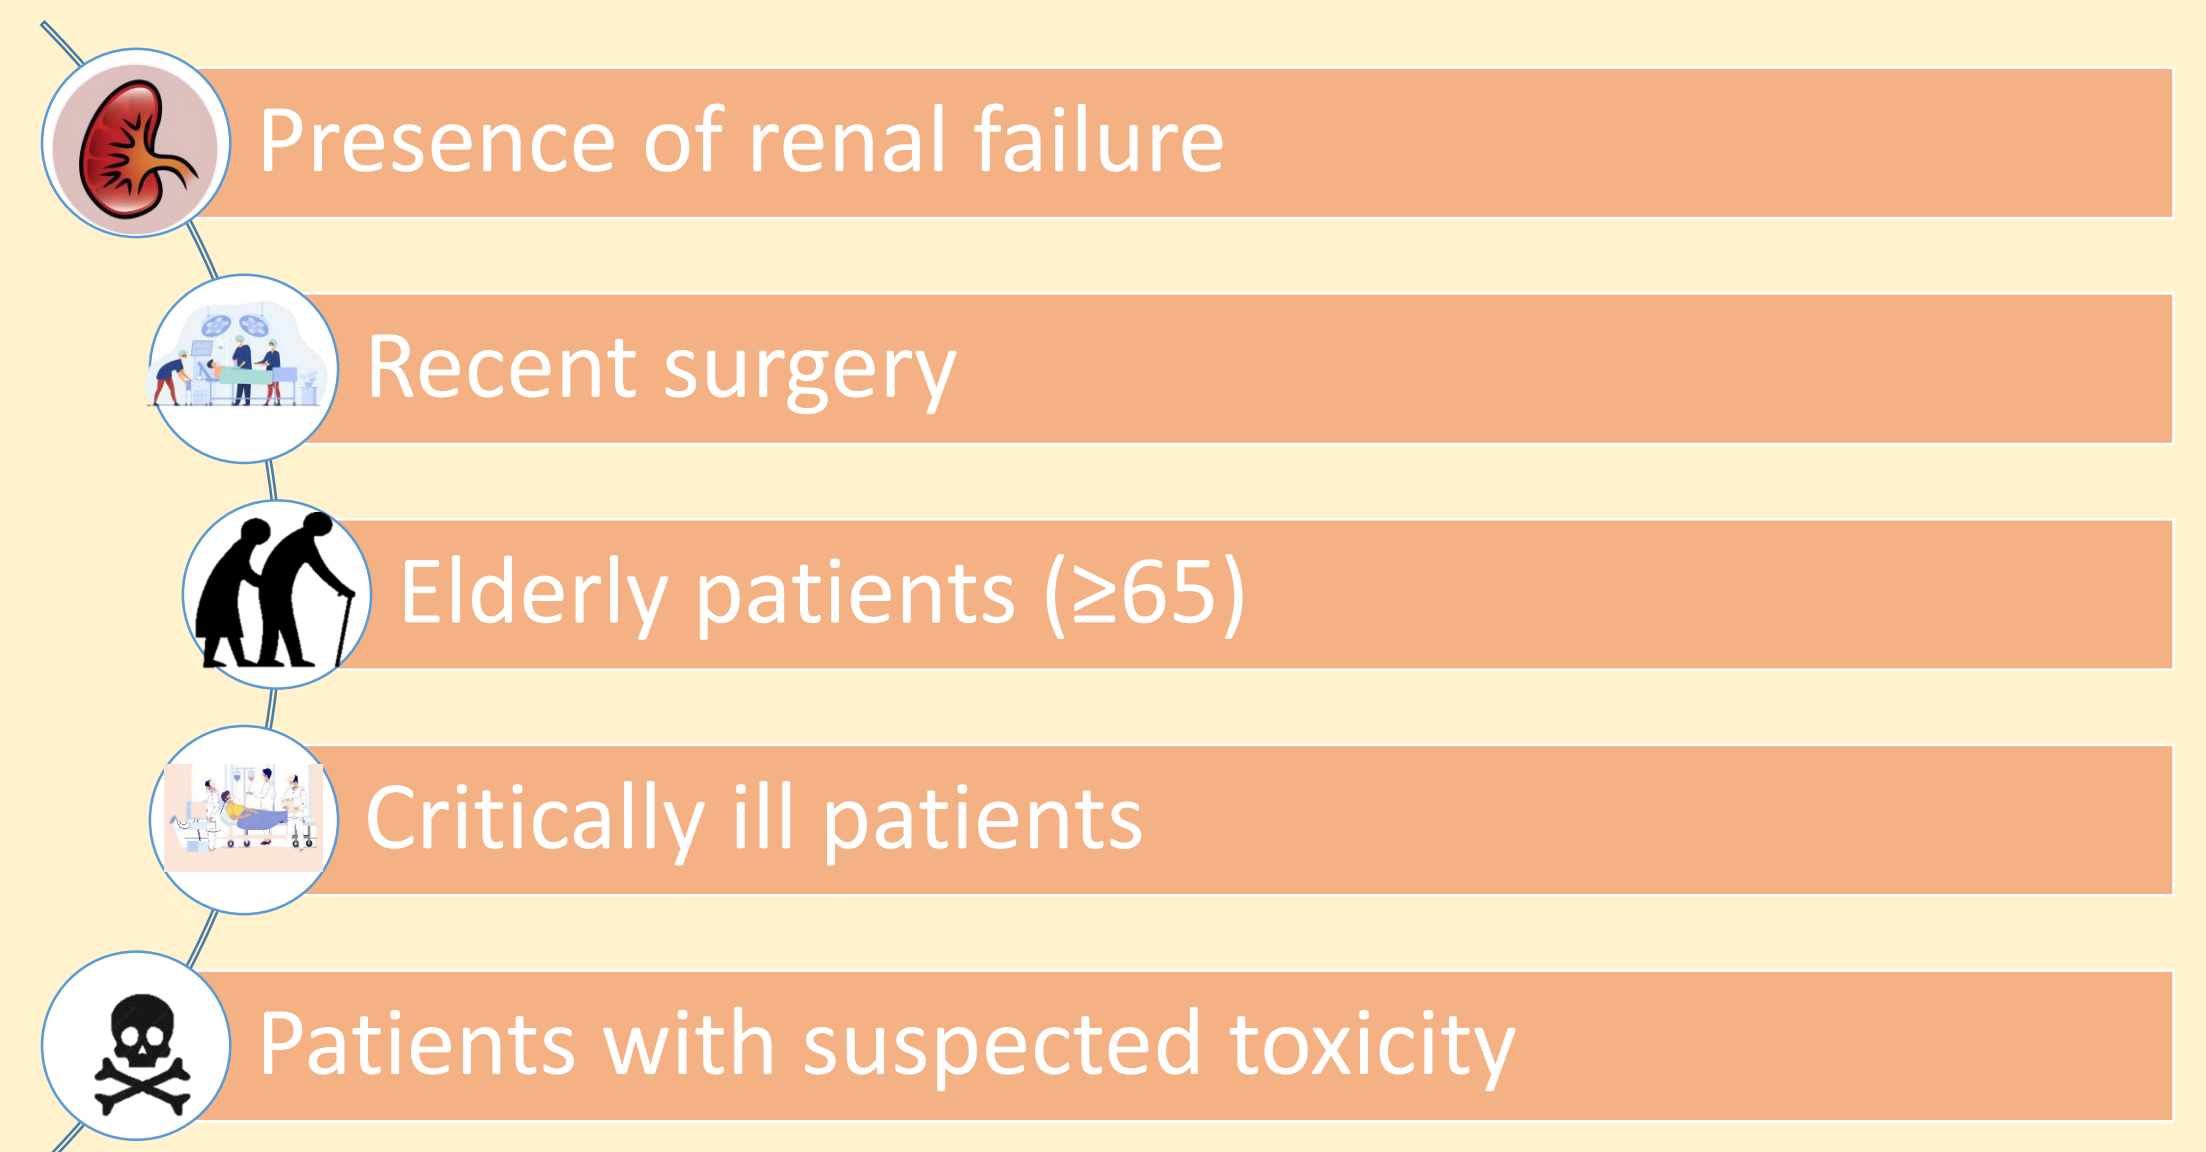 Presence of renal failure
Recent surgery
Elderly patients (≥65)
Critically ill patients
Patients with suspected toxicity